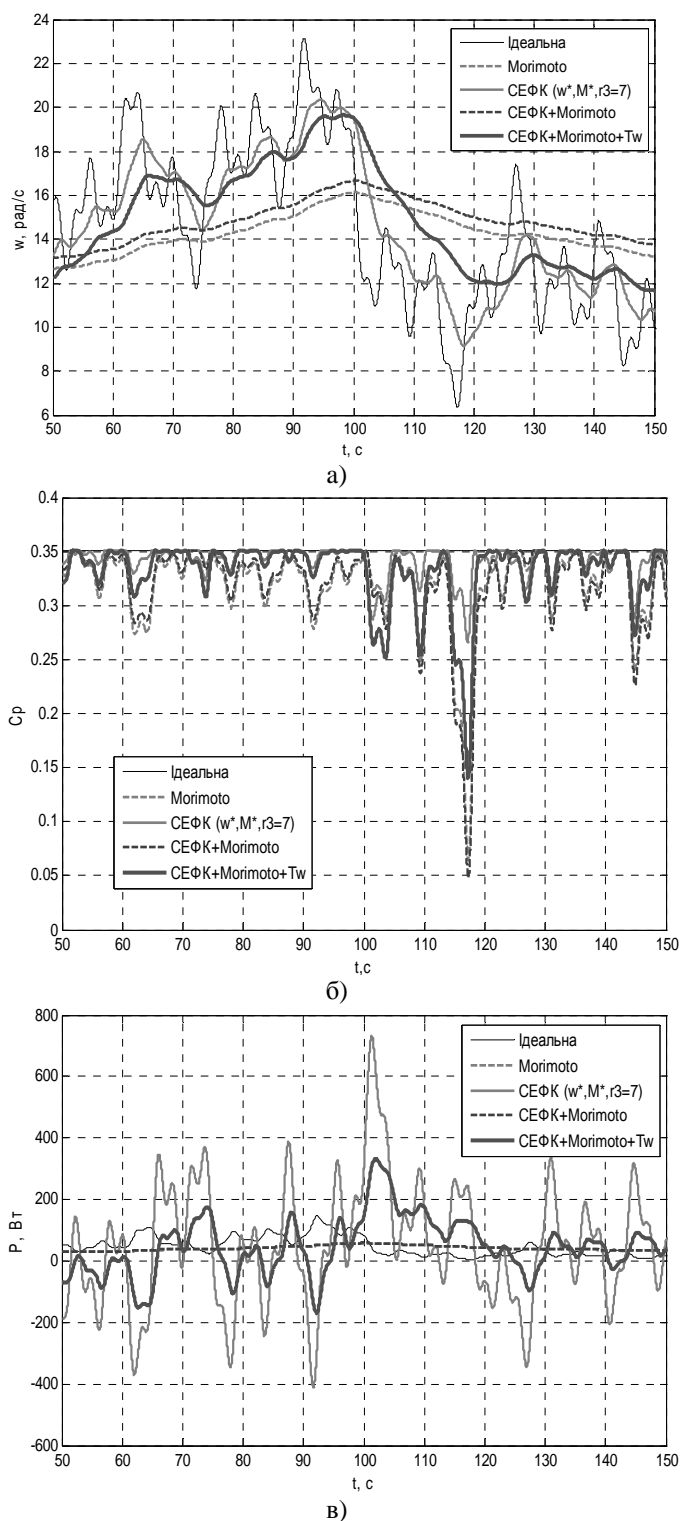 24
22
20
18
16
14
12
10
8
6
w, рад/с
50 60 70 80 90 100 110 120 130 140 150
t, c
Ідеальна
Morimoto
СЕФК (w*,M*,r3=7)
СЕФК+Morimoto
СЕФК+Morimoto+Tw
а)
0.4
0.35
0.3
0.25
0.2
0.15
0.1
0.05
0
Cp
Ідеальна
Morimoto
СЕФК (w*,M*,r3=7)
СЕФК+Morimoto
СЕФК+Morimoto+Tw
50 60 70 80 90 100 110 120 130 140 150
t,c
б)
800
600
400
200
0
-200
-400
-600
P, Вт
Ідеальна
Morimoto
СЕФК (w*,M*,r3=7)
СЕФК+Morimoto
СЕФК+Morimoto+Tw
50 60 70 80 90 100 110 120 130 140 150
t, c
в)